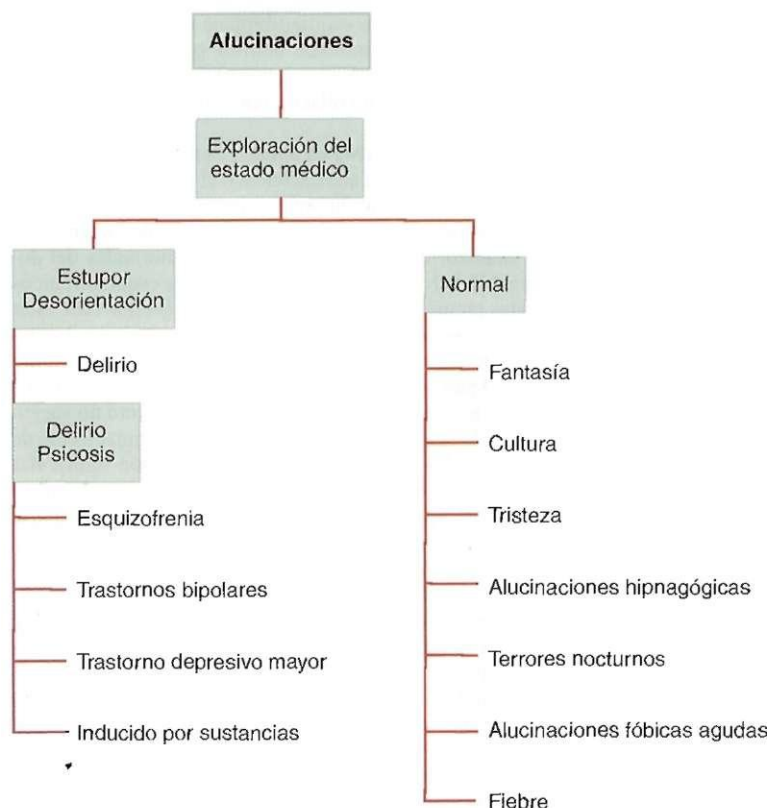 Alucinaciones
Exploración del
estado médico
Estupor
Desorientación
Delirio
Delirio
Psicosis
Esquizofrenia
Trastornos bipolares
Trastorno depresivo mayor
Inducido por sustancias
Normal
Fantasía
Cultura
Tristeza
Alucinaciones hipnagógicas
Terrores nocturnos
Alucinaciones fóbicas agudas
Fiebre